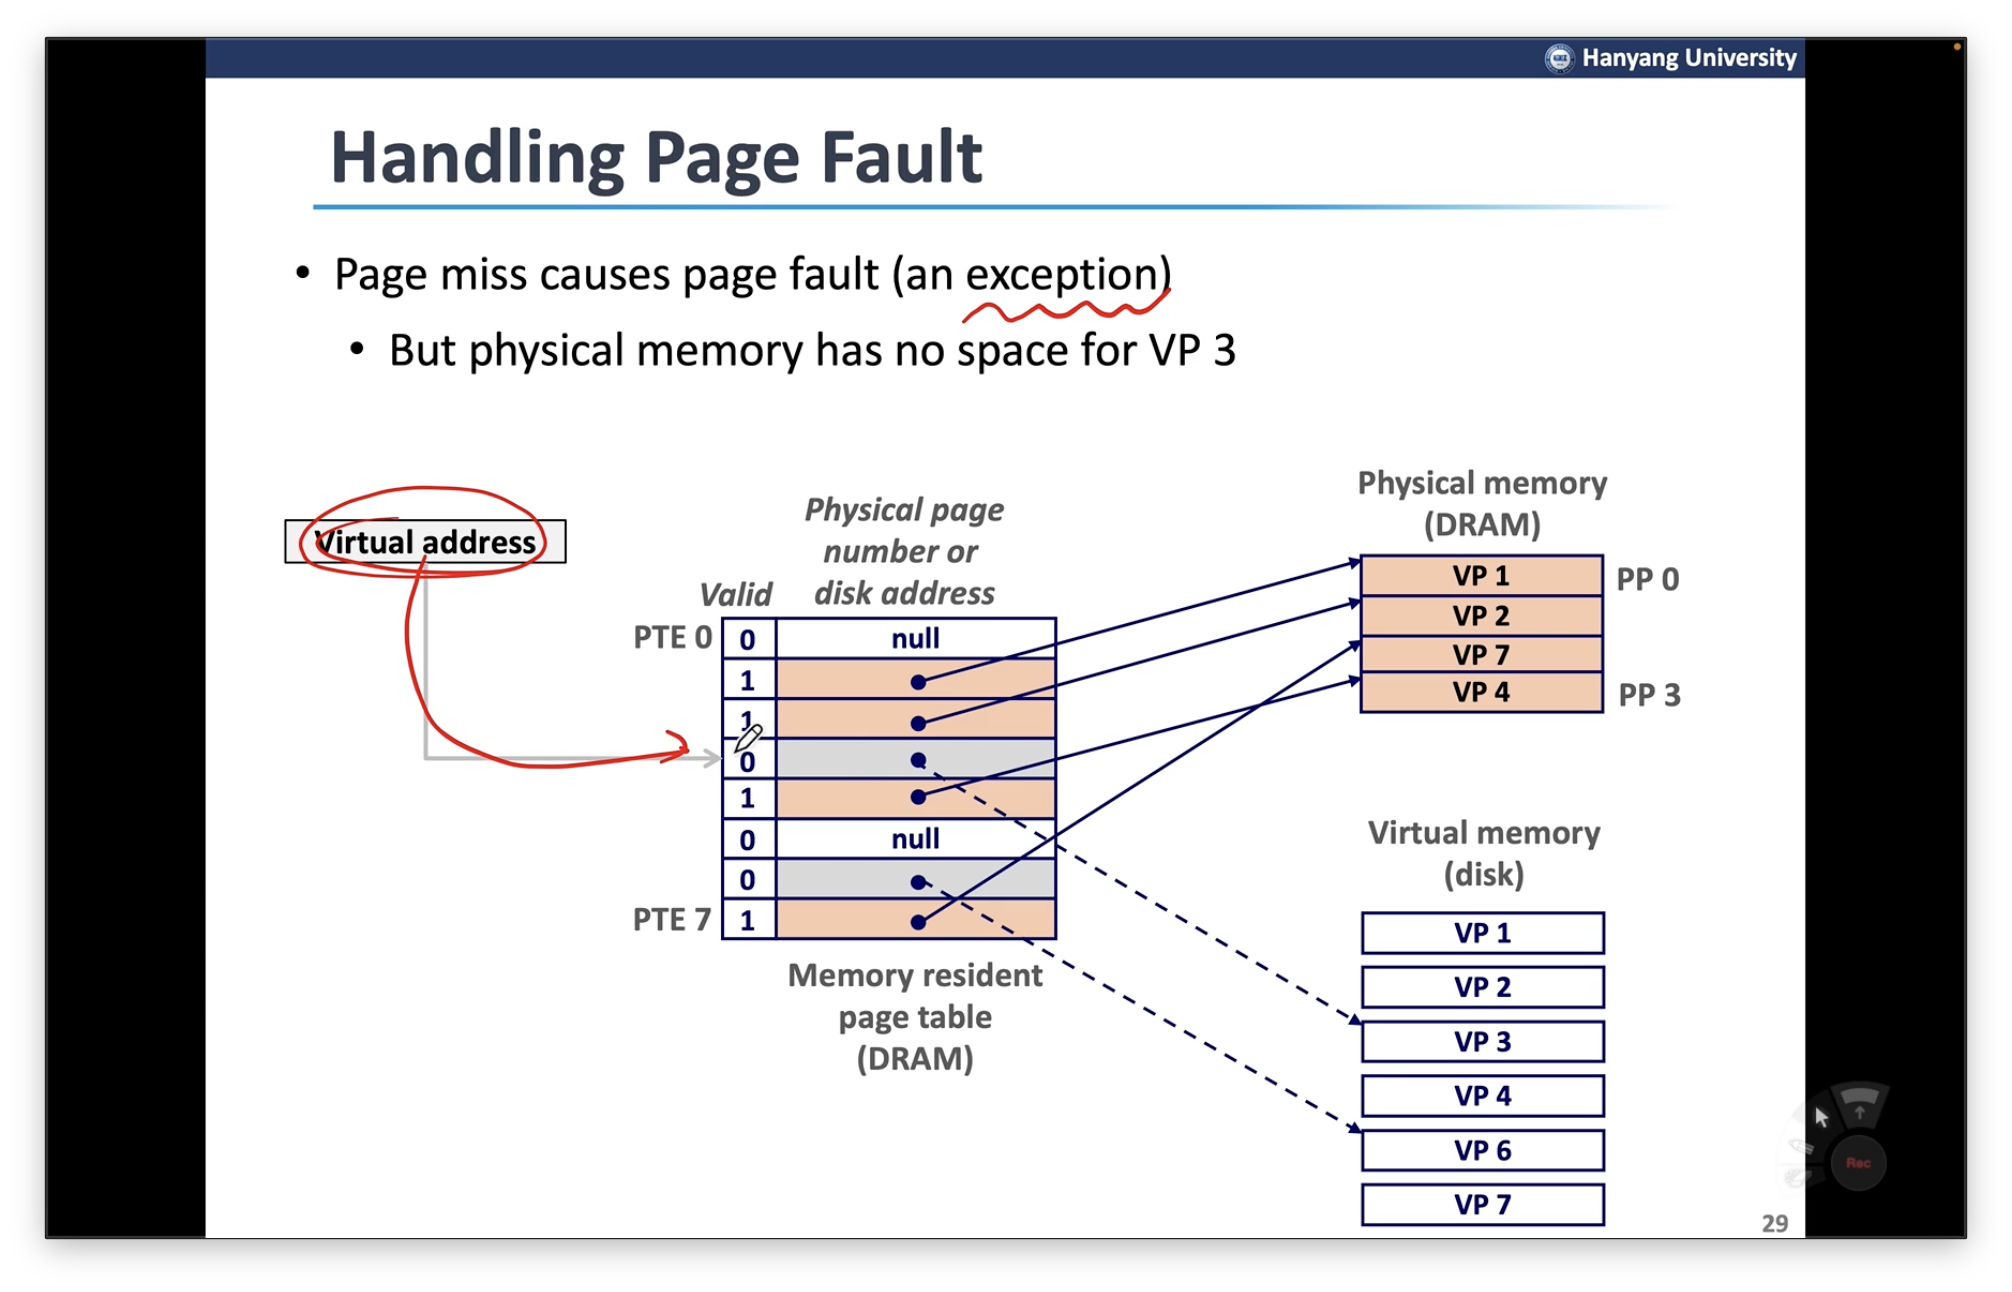 Hanyang University
Handling Page Fault
• Page miss causes page fault (an exception)
• But physical memory has no space for VP 3
Virtual address
Physical page
number or
disk address
Valid
PTE 0
0
null
1
1
0
1
0
null
0
PTE 7
1
Memory resident
page table
(DRAM)
Physical memory
(DRAM)
VP 1
PP 0
VP 2
VP 7
VP 4
PP 3
Virtual memory
(disk)
VP 1
VP 2
VP 3
VP 4
VP 6
VP 7
Rec
29